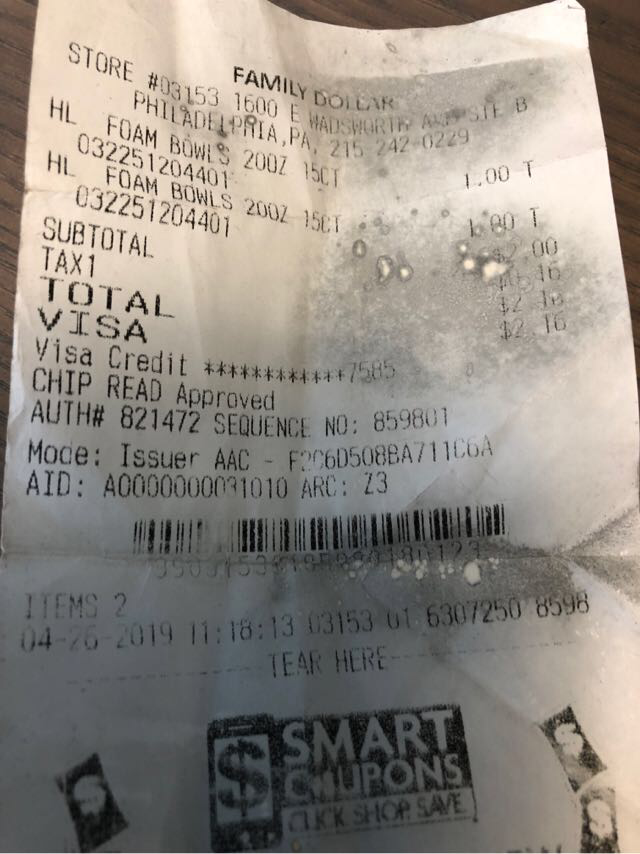 FAMILY DOLLAR
STORE #03153 1600 E WADSWORTH AVE STE B
PHILADELPHIA,PA, 215 242-0229
HL FOAM BOWLS 20OZ 15CT 1.00 T
032251204401
HL FOAM BOWLS 20OZ 15CT 1.00 T
032251204401
SUBTOTAL $2.00
TAX1 $0.16
TOTAL $2.16
VISA $2.16
Visa Credit ************7585
CHIP READ Approved
AUTH# 821472 SEQUENCE NO: 859801
Mode: Issuer AAC - F2C6D508BA711C6A
AID: A0000000031010 ARC: Z3
ITEMS 2
04-26-2019 11:18:13 03153 01 6307250 8598
TEAR HERE
$ SMART
COUPONS
CLICK SHOP SAVE